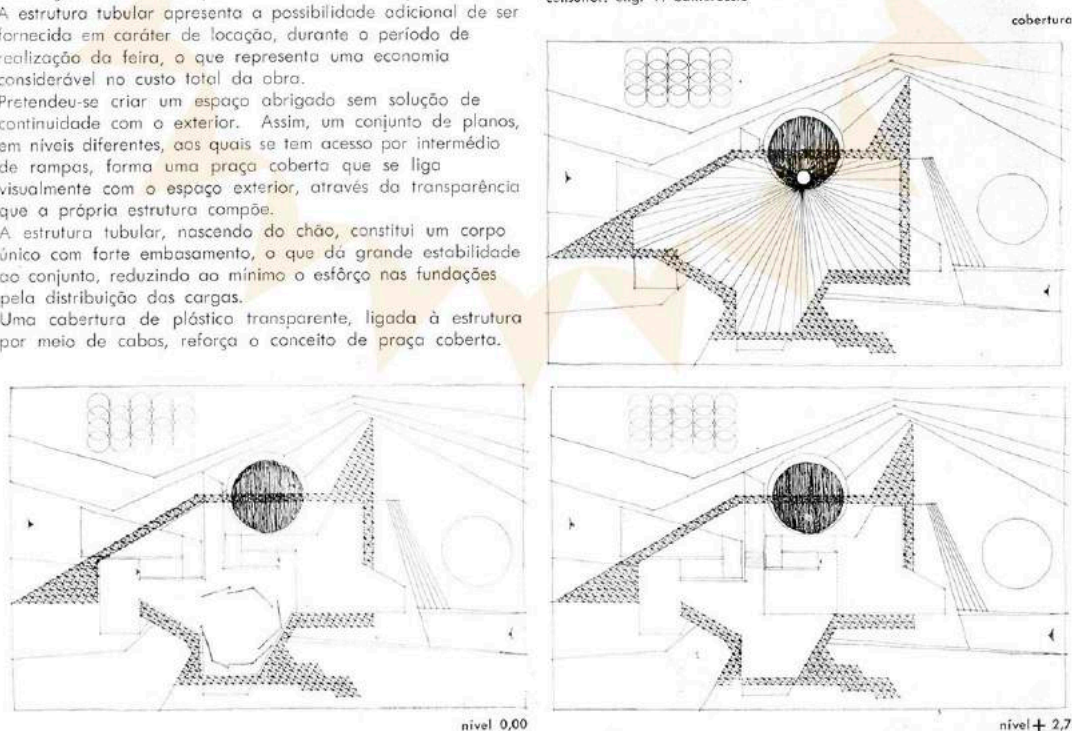 A estrutura tubular apresenta a possibilidade adicional de ser
fornecida em caráter de locação, durante o período de
realização da feira, o que representa uma economia
considerável no custo total da obra.
Pretendeu-se criar um espaço abrigado sem solução de
continuidade com o exterior. Assim, um conjunto de planos,
em níveis diferentes, aos quais se tem acesso por intermédio
de rampas, forma uma praça coberta que se liga
visualmente com o espaço exterior, através da transparência
que a própria estrutura compõe.
A estrutura tubular, nascendo do chão, constitui um corpo
único com forte embasamento, o que dá grande estabilidade
ao conjunto, reduzindo ao mínimo o esfôrço nas fundações
pela distribuição das cargas.
Uma cabertura de plástico transparente, ligada à estrutura
por meio de cabos, reforça o conceito de praça coberta.
cobertura
nível 0,00
nível + 2,7